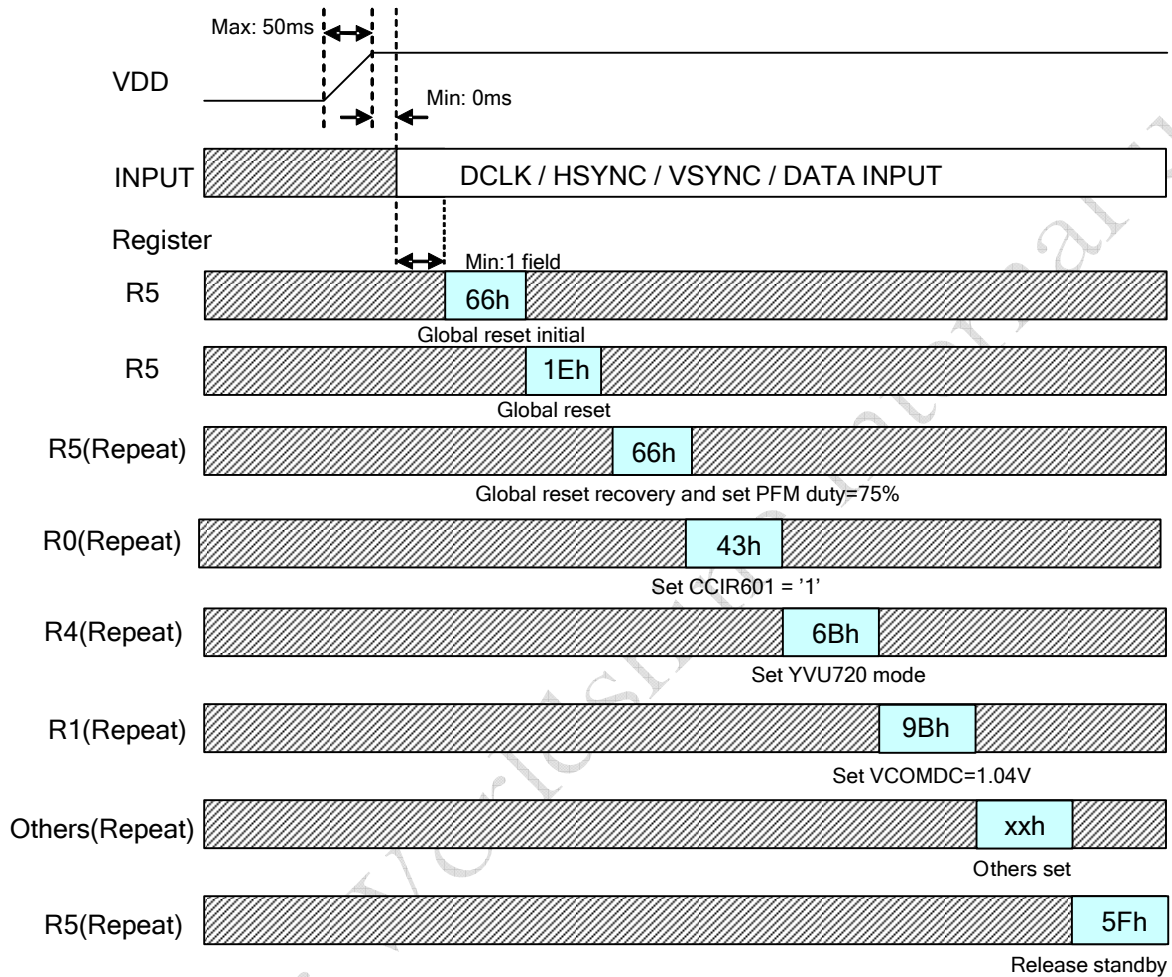 Max: 50ms
VDD
Min: 0ms
INPUT
DCLK / HSYNC / VSYNC / DATA INPUT
Register
Min:1 field
R5
66h
Global reset initial
R5
1Eh
Global reset
R5(Repeat)
66h
Global reset recovery and set PFM duty=75%
R0(Repeat)
43h
Set CCIR601 = '1'
R4(Repeat)
6Bh
Set YVU720 mode
R1(Repeat)
9Bh
Set VCOMDC=1.04V
Others(Repeat)
xxh
Others set
R5(Repeat)
5Fh
Release standby